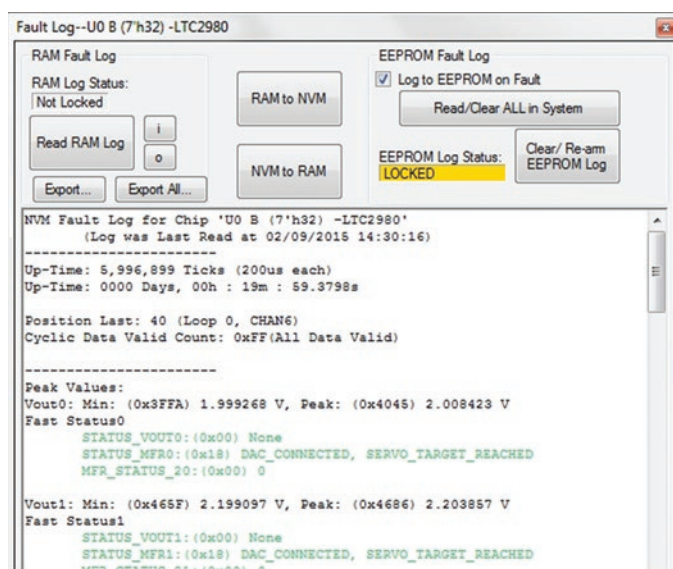 Fault Log--U0 B (7'h32) -LTC2980
RAM Fault Log
RAM Log Status:
Not Locked
Read RAM Log
i
o
Export...
Export All...
RAM to NVM
NVM to RAM
EEPROM Fault Log
Log to EEPROM on Fault
Read/Clear ALL in System
EEPROM Log Status:
LOCKED
Clear/ Re-arm
EEPROM Log
NVM Fault Log for Chip 'U0 B (7'h32) -LTC2980'
(Log was Last Read at 02/09/2015 14:30:16)
------------------------
Up-Time: 5,996,899 Ticks (200us each)
Up-Time: 0000 Days, 00h : 19m : 59.3798s
Position Last: 40 (Loop 0, CHAN6)
Cyclic Data Valid Count: 0xFF(All Data Valid)
------------------------
Peak Values:
Vout0: Min: (0x3FFA) 1.999268 V, Peak: (0x4045) 2.008423 V
Fast Status0
STATUS_VOUT0:(0x00) None
STATUS_MFR0:(0x18) DAC_CONNECTED, SERVO_TARGET_REACHED
MFR_STATUS_20:(0x00) 0
Vout1: Min: (0x465F) 2.199097 V, Peak: (0x4686) 2.203857 V
Fast Status1
STATUS_VOUT1:(0x00) None
STATUS_MFR1:(0x18) DAC_CONNECTED, SERVO_TARGET_REACHED